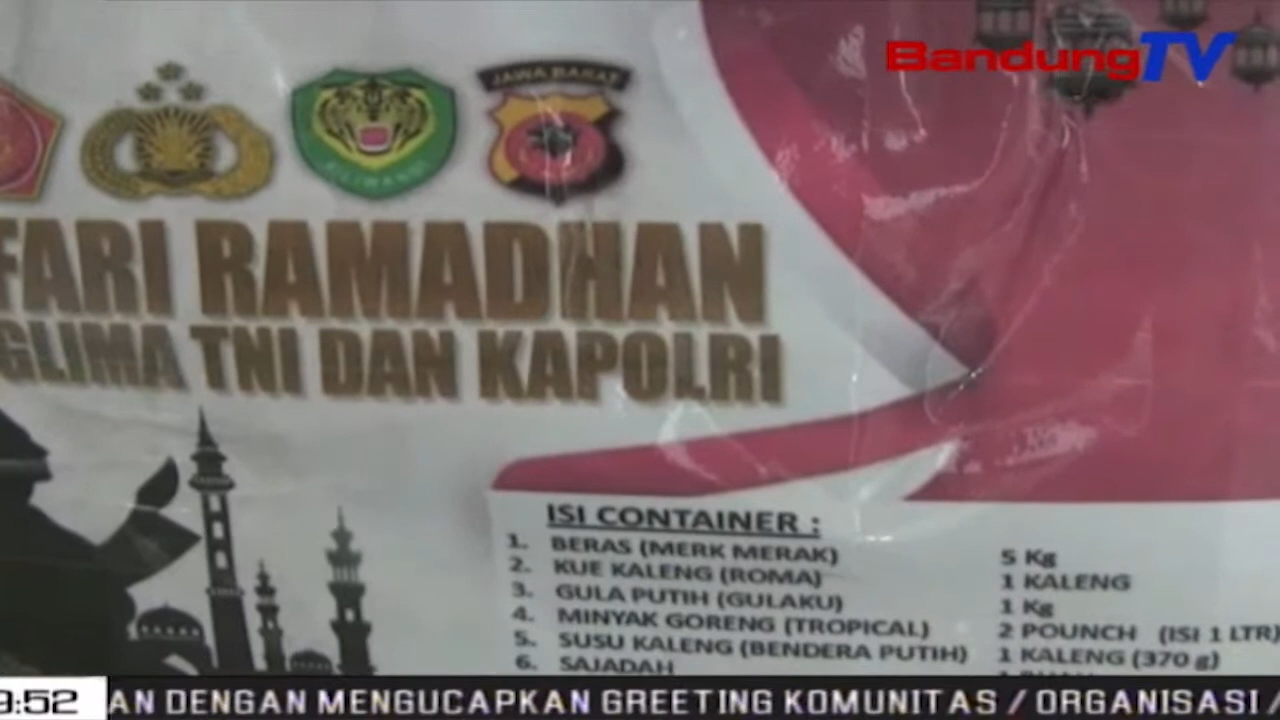 BandungTV
JAWA BARAT
SILIWANGI
FARI RAMADHAN
GLIMA TNI DAN KAPOLRI
ISI CONTAINER :
1. BERAS (MERK MERAK) 5 Kg
2. KUE KALENG (ROMA) 1 KALENG
3. GULA PUTIH (GULAKU) 1 Kg
4. MINYAK GORENG (TROPICAL) 2 POUNCH (ISI 1 LTR)
5. SUSU KALENG (BENDERA PUTIH) 1 KALENG (370 g)
6. SAJADAH
9:52 AN DENGAN MENGUCAPKAN GREETING KOMUNITAS / ORGANISASI /